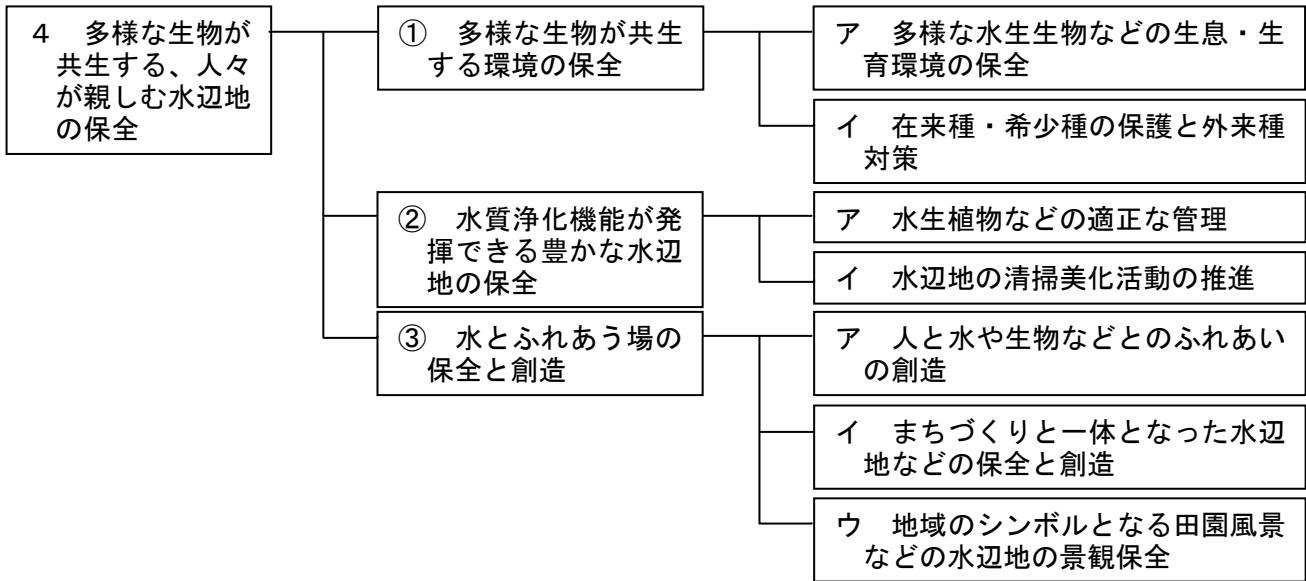 ４　多様な生物が
共生する、人々
が親しむ水辺地
の保全
①　多様な生物が共生
する環境の保全
ア　多様な水生生物などの生息・生
育環境の保全
イ　在来種・希少種の保護と外来種
対策
②　水質浄化機能が発
揮できる豊かな水辺
地の保全
ア　水生植物などの適正な管理
イ　水辺地の清掃美化活動の推進
③　水とふれあう場の
保全と創造
ア　人と水や生物などとのふれあい
の創造
イ　まちづくりと一体となった水辺
地などの保全と創造
ウ　地域のシンボルとなる田園風景
などの水辺地の景観保全